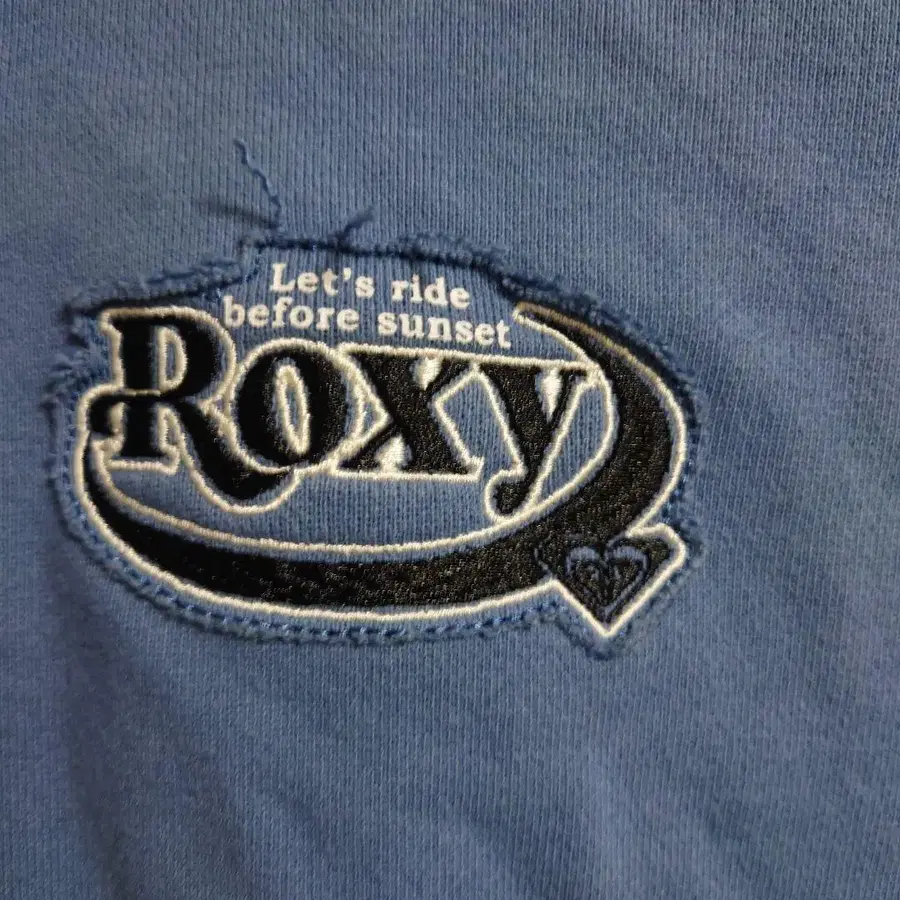 Let's ride
before sunset
Roxy